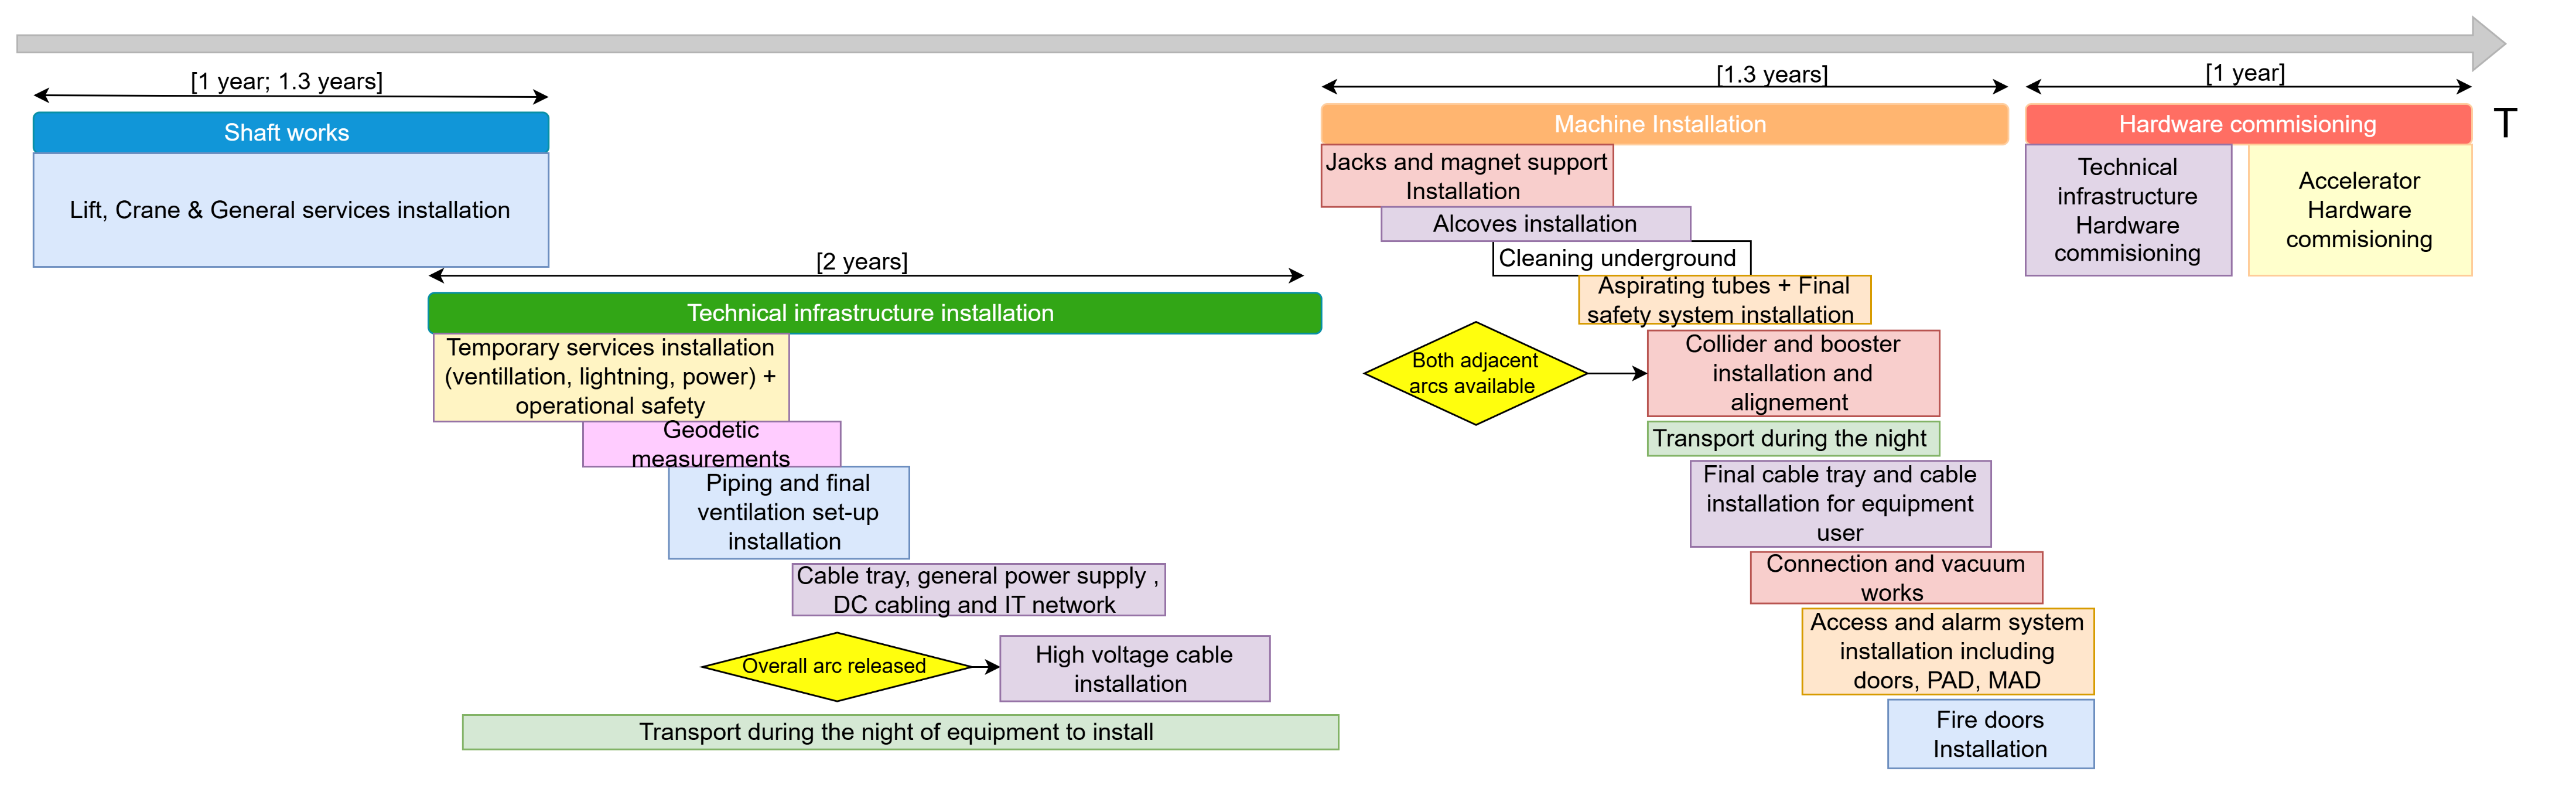 [1 year; 1.3 years]
Shaft works
Lift, Crane & General services installation
[2 years]
Technical infrastructure installation
Temporary services installation
(ventillation, lightning, power) +
operational safety
Geodetic
measurements
Piping and final
ventilation set-up
installation
Cable tray, general power supply ,
DC cabling and IT network
Overall arc released
High voltage cable
installation
Transport during the night of equipment to install
[1.3 years]
Machine Installation
Jacks and magnet support
Installation
Alcoves installation
Cleaning underground
Aspirating tubes + Final
safety system installation
Both adjacent
arcs available
Collider and booster
installation and
alignement
Transport during the night
Final cable tray and cable
installation for equipment
user
Connection and vacuum
works
Access and alarm system
installation including
doors, PAD, MAD
Fire doors
Installation
[1 year]
Hardware commisioning
Technical
infrastructure
Hardware
commisioning
Accelerator
Hardware
commisioning
T